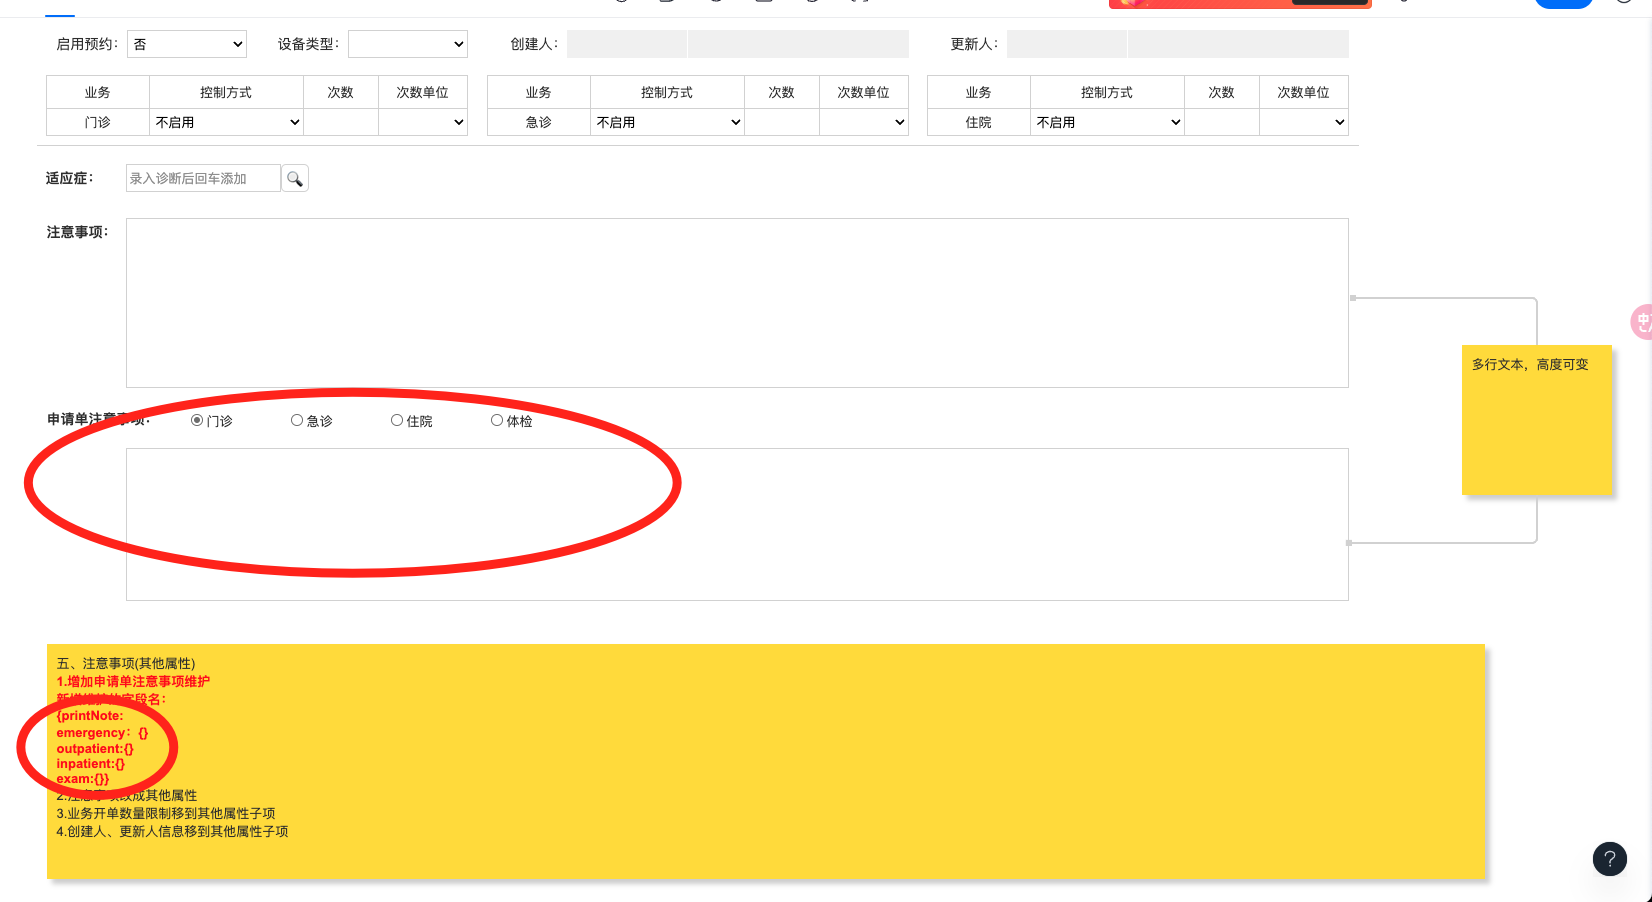 启用预约： 否 设备类型： 创建人： 更新人：
业务 控制方式 次数 次数单位 业务 控制方式 次数 次数单位 业务 控制方式 次数 次数单位
门诊 不启用 急诊 不启用 住院 不启用
适应症： 录入诊断后回车添加
注意事项：
多行文本，高度可变
申请单注意事项： 门诊 急诊 住院 体检
五、注意事项(其他属性)
1.增加申请单注意事项维护
字段名：
{printNote:
emergency：{}
outpatient:{}
inpatient:{}
exam:{}}
2.注意事项改成其他属性
3.业务开单数量限制移到其他属性子项
4.创建人、更新人信息移到其他属性子项
?